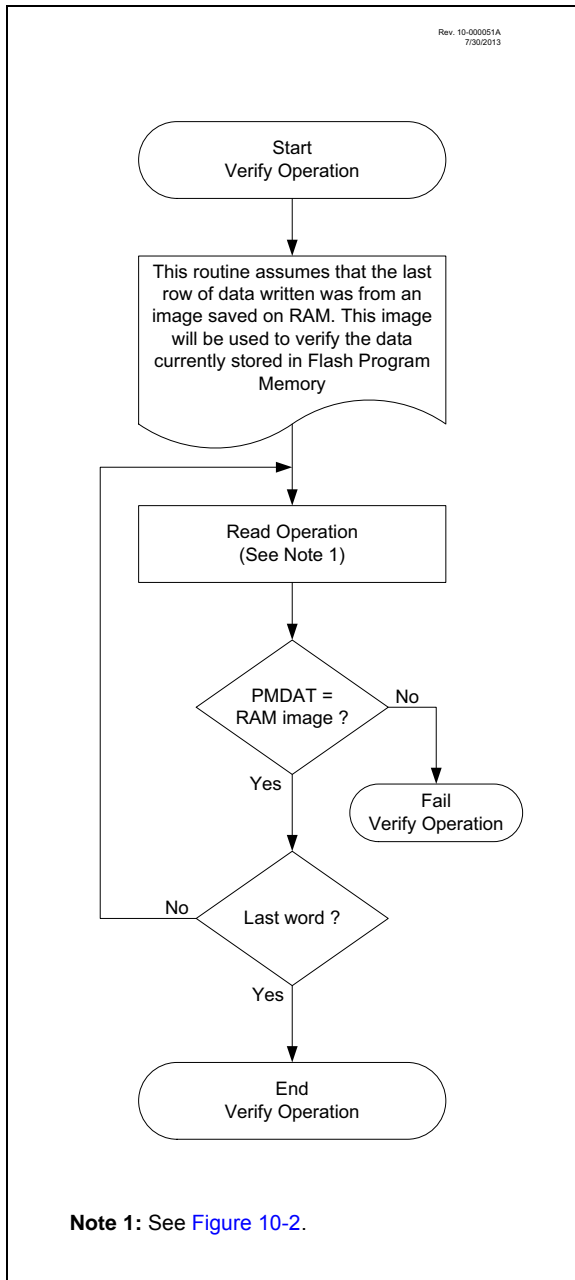 Rev. 10-000051A
7/30/2013
Start
Verify Operation
This routine assumes that the last
row of data written was from an
image saved on RAM. This image
will be used to verify the data
currently stored in Flash Program
Memory
Read Operation
(See Note 1)
PMDAT =
RAM image ?
No
Yes
Fail
Verify Operation
Last word ?
No
Yes
End
Verify Operation
Note 1: See Figure 10-2.